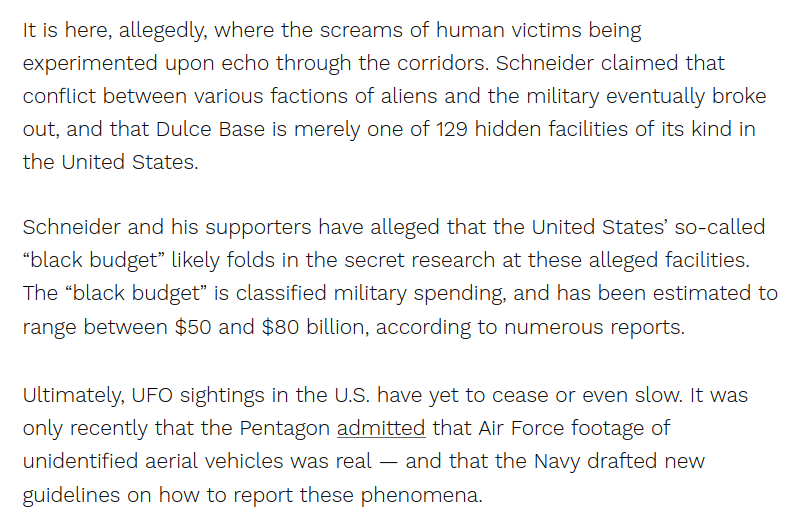 It is here, allegedly, where the screams of human victims being
experimented upon echo through the corridors. Schneider claimed that
conflict between various factions of aliens and the military eventually broke
out, and that Dulce Base is merely one of 129 hidden facilities of its kind in
the United States.
Schneider and his supporters have alleged that the United States’ so-called
“black budget” likely folds in the secret research at these alleged facilities.
The “black budget” is classified military spending, and has been estimated to
range between $50 and $80 billion, according to numerous reports.
Ultimately, UFO sightings in the U.S. have yet to cease or even slow. It was
only recently that the Pentagon admitted that Air Force footage of
unidentified aerial vehicles was real — and that the Navy drafted new
guidelines on how to report these phenomena.